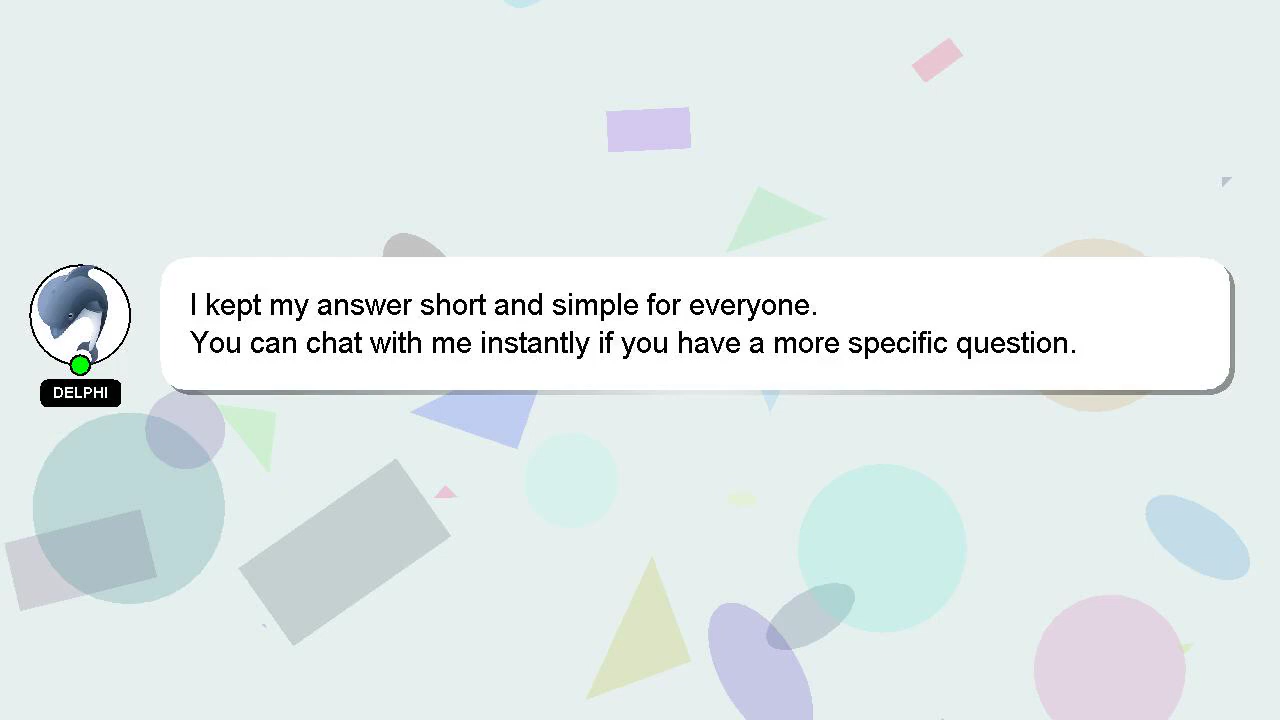 I kept my answer short and simple for everyone.
You can chat with me instantly if you have a more specific question.
DELPHI